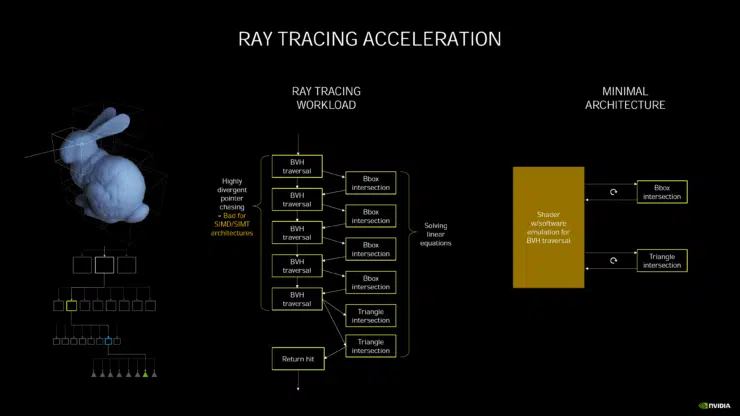 RAY TRACING ACCELERATION
RAY TRACING
WORKLOAD
Highly
divergent
pointer
chasing
= Bad for
SIMD/SIMT
architectures
BVH
traversal
Bbox
intersection
BVH
traversal
Bbox
intersection
BVH
traversal
Bbox
intersection
BVH
traversal
Bbox
intersection
BVH
traversal
Triangle
intersection
Triangle
intersection
Return hit
Solving
linear
equations
MINIMAL
ARCHITECTURE
Shader
w/software
emulation for
BVH traversal
Bbox
intersection
Triangle
intersection
NVIDIA